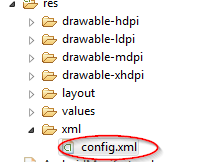 res
drawable-hdpi
drawable-ldpi
drawable-mdpi
drawable-xhdpi
layout
values
xml
config.xml